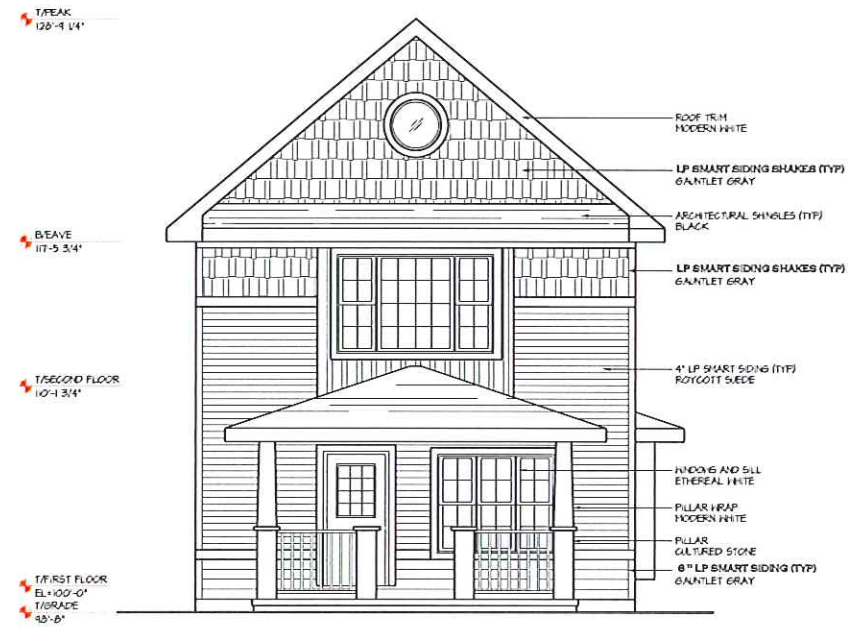 T/PEAK
128'-9 1/4"
ROOF TRIM
MODERN WHITE
LP SMART SIDING SHAKES (TYP)
GAUNTLET GRAY
ARCHITECTURAL SHINGLES (TYP)
BLACK
B/EAVE
117'-5 3/4"
LP SMART SIDING SHAKES (TYP)
GAUNTLET GRAY
4" LP SMART SIDING (TYP)
ROYCOTT SUEDE
T/SECOND FLOOR
110'-1 3/4"
WINDOWS AND SILL
ETHEREAL WHITE
PILLAR WRAP
MODERN WHITE
PILLAR
CULTURED STONE
6" LP SMART SIDING (TYP)
GAUNTLET GRAY
T/FIRST FLOOR
EL=100'-0"
T/GRADE
98'-8"